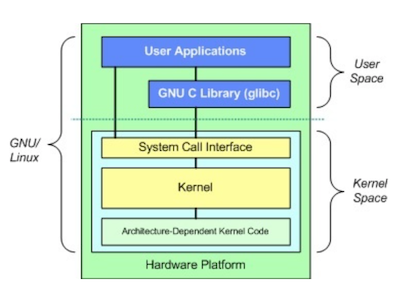 User Applications
GNU C Library (glibc)
User
Space
GNU/
Linux
System Call Interface
Kernel
Architecture-Dependent Kernel Code
Kernel
Space
Hardware Platform